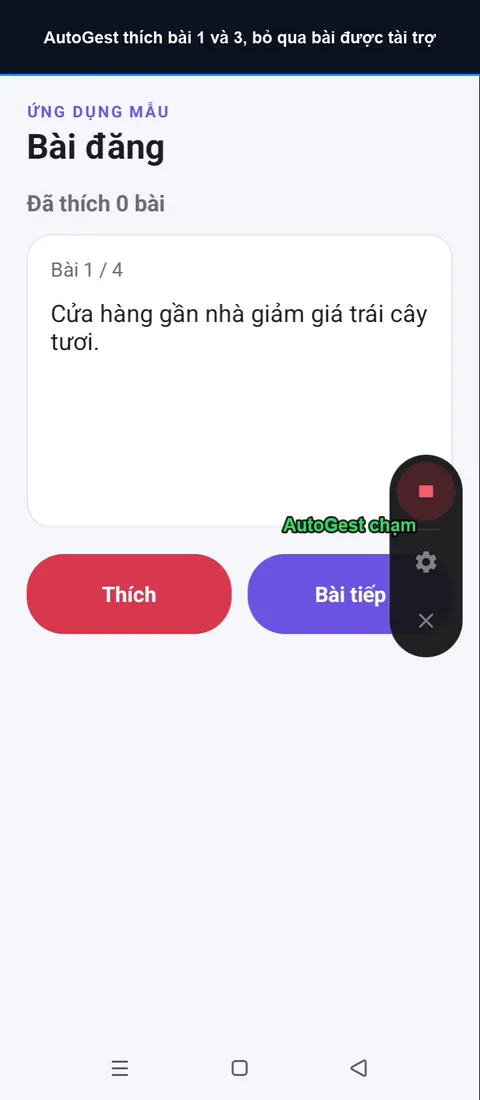 AutoGest thích bài 1 và 3, bỏ qua bài được tài trợ
ỨNG DỤNG MẪU
Bài đăng
Đã thích 0 bài
Bài 1 / 4
Cửa hàng gần nhà giảm giá trái cây
tươi.
AutoGest chạm
Thích
Bài tiếp